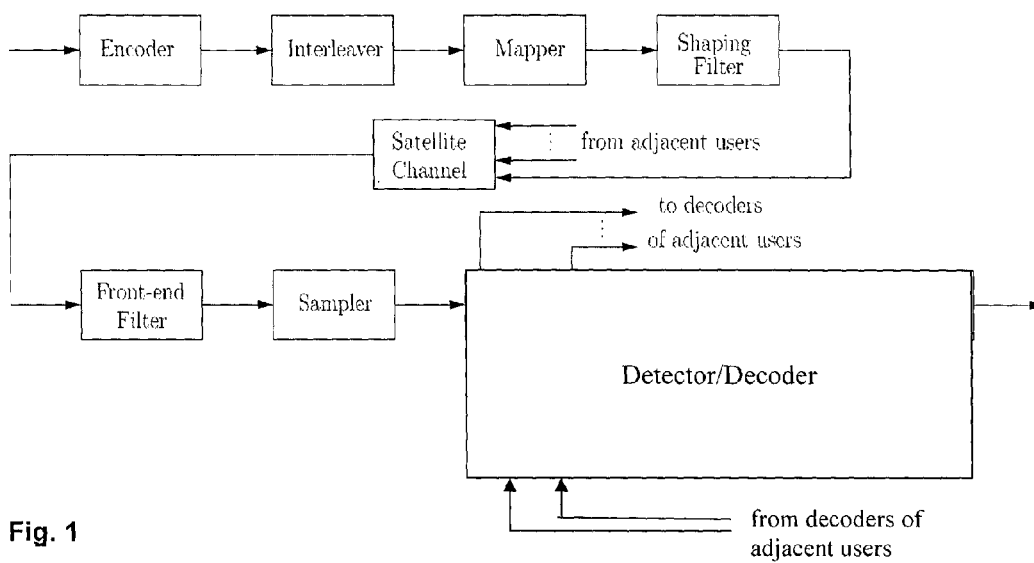 Encoder
Interleaver
Mapper
Shaping
Filter
Satellite
Channel
from adjacent users
to decoders
of adjacent users
Front-end
Filter
Sampler
Detector/Decoder
from decoders of
adjacent users
Fig. 1